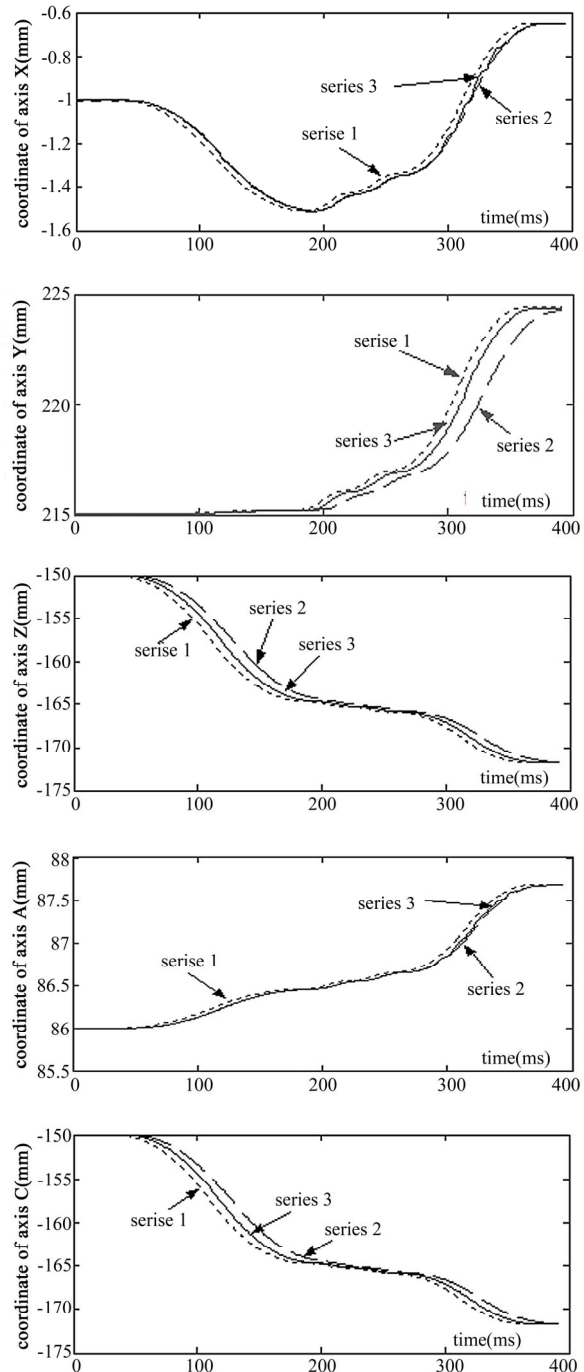 coordinate of axis X(mm)
-0.6
-0.8
-1
-1.2
-1.4
-1.6
series 3
series 2
serise 1
time(ms)
0
100
200
300
400
coordinate of axis Y(mm)
225
220
215
serise 1
series 3
series 2
time(ms)
0
100
200
300
400
coordinate of axis Z(mm)
-150
-155
-160
-165
-170
-175
series 2
serise 1
series 3
time(ms)
0
100
200
300
400
coordinate of axis A(mm)
88
87.5
87
86.5
86
85.5
series 3
serise 1
series 2
time(ms)
0
100
200
300
400
coordinate of axis C(mm)
-150
-155
-160
-165
-170
-175
series 3
serise 1
series 2
time(ms)
0
100
200
300
400